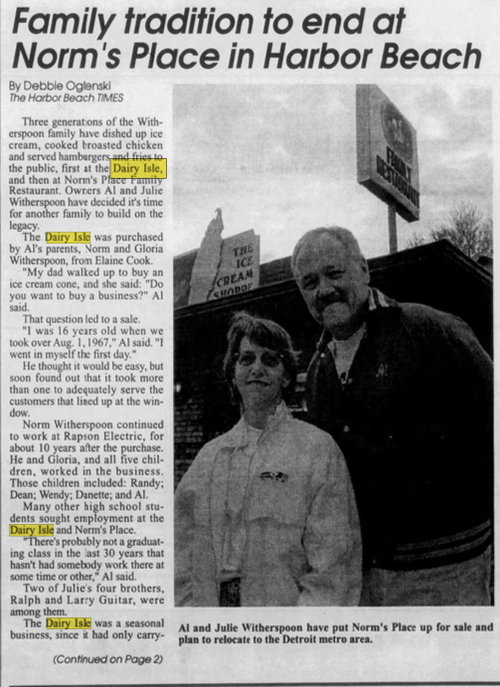 Family tradition to end at
Norm's Place in Harbor Beach
By Debbie Oglenski
The Harbor Beach TIMES
Three generations of the With-
erspoon family have dished up ice
cream, cooked broasted chicken
and served hamburgers and fries to
the public, first at the Dairy Isle,
and then at Norm's Place Family
Restaurant. Owners Al and Julie
Witherspoon have decided it's time
for another family to build on the
legacy.
The Dairy Isle was purchased
by Al's parents, Norm and Gloria
Witherspoon, from Elaine Cook.
"My dad walked up to buy an
ice cream cone, and she said: "Do
you want to buy a business?" Al
said.
That question led to a sale.
"I was 16 years old when we
took over Aug. 1, 1967," Al said. "I
went in myself the first day."
He thought it would be easy, but
soon found out that it took more
than one to adequately serve the
customers that lined up at the win-
dow.
Norm Witherspoon continued
to work at Rapson Electric, for
about 10 years after the purchase.
He and Gloria, and all five chil-
dren, worked in the business.
Those children included: Randy;
Dean; Wendy; Danette; and Al.
Many other high school stu-
dents sought employment at the
Dairy Isle and Norm's Place.
"There's probably not a graduat-
ing class in the last 30 years that
hasn't had somebody work there at
some time or other," Al said.
Two of Julie's four brothers,
Ralph and Larry Guitar, were
among them.
The Dairy Isle was a seasonal
business, since it had only carry-
(Continued on Page 2)
THE
ICE
CREAM
SHOPPE
FAMILY
RESTAURANT
Al and Julie Witherspoon have put Norm's Place up for sale and
plan to relocate to the Detroit metro area.